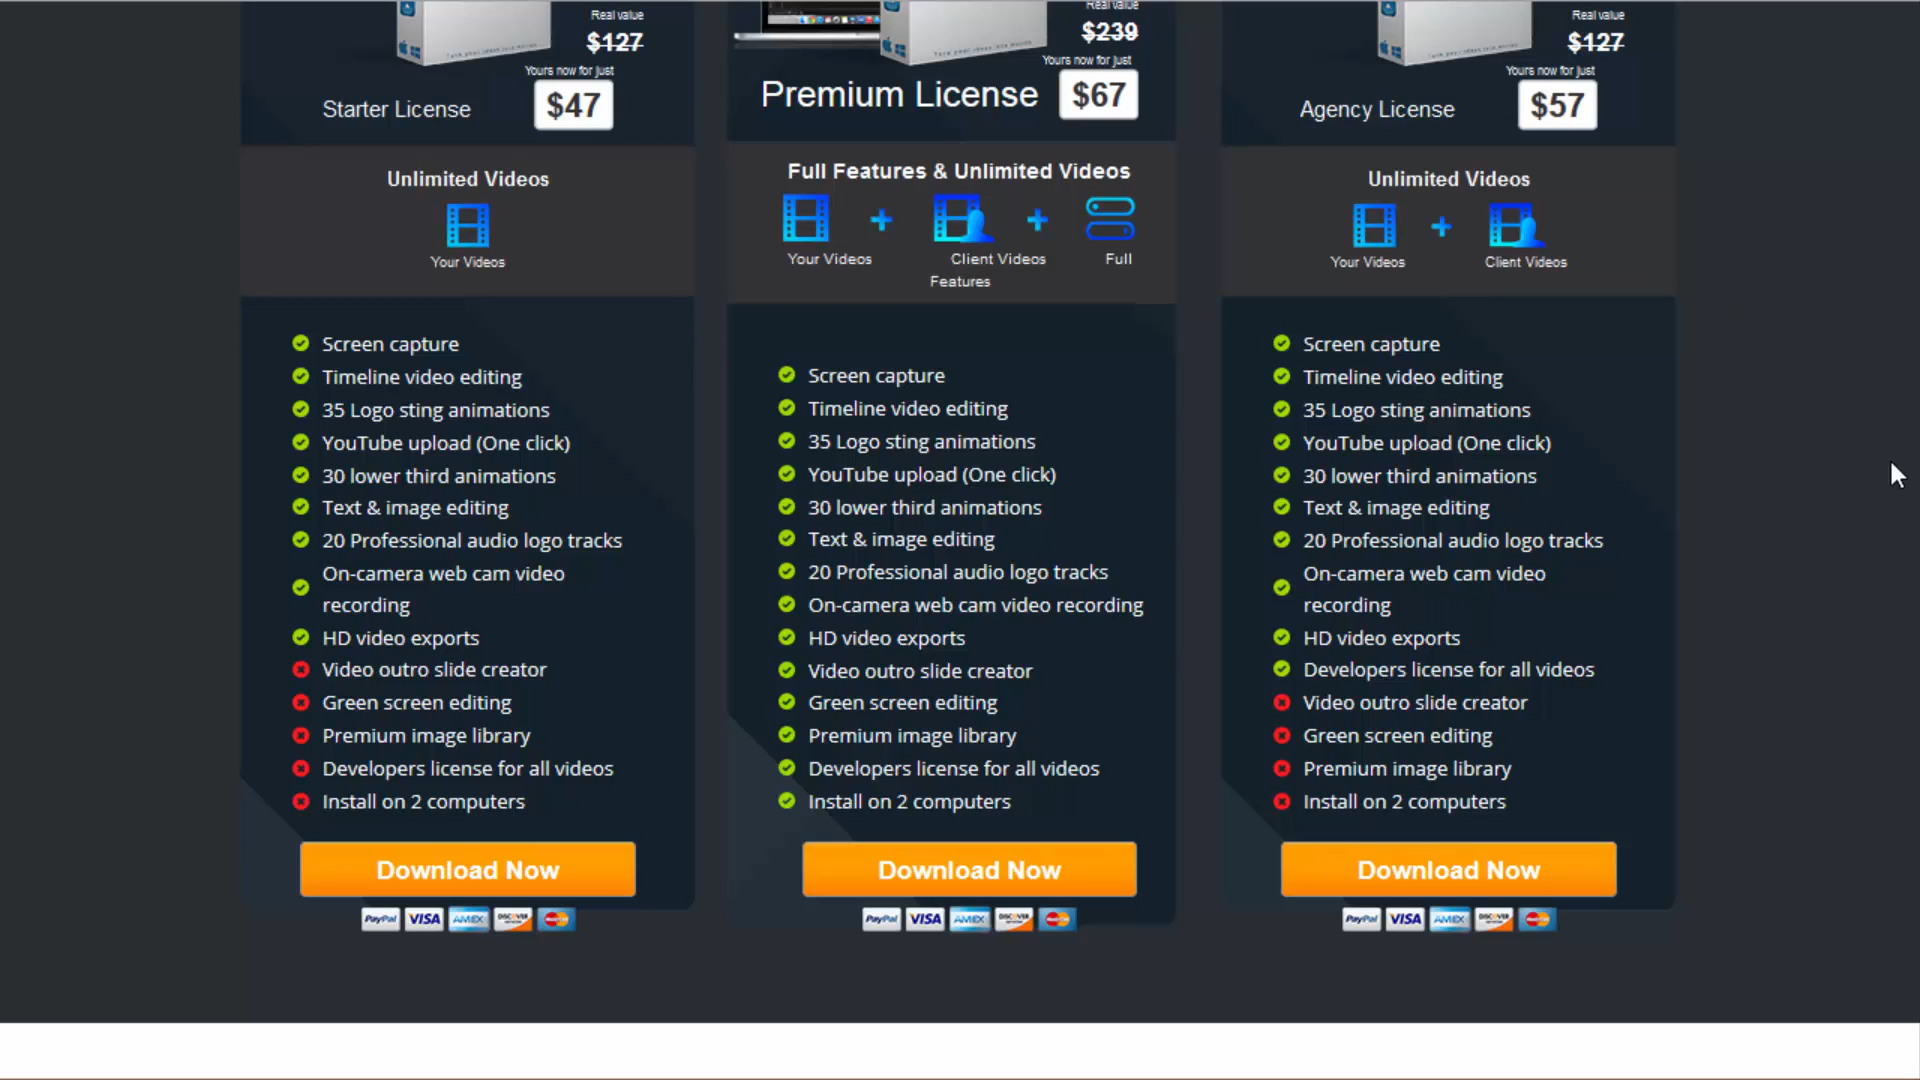 Real value
$127
Yours now for just
Starter License
$47
Unlimited Videos
Your Videos
Screen capture
Timeline video editing
35 Logo sting animations
YouTube upload (One click)
30 lower third animations
Text & image editing
20 Professional audio logo tracks
On-camera web cam video
recording
HD video exports
Video outro slide creator
Green screen editing
Premium image library
Developers license for all videos
Install on 2 computers
Download Now
PayPal VISA AMEX DISCOVER MasterCard
Real value
$239
Yours now for just
Premium License
$67
Full Features & Unlimited Videos
+ +
Your Videos Client Videos Full
Features
Screen capture
Timeline video editing
35 Logo sting animations
YouTube upload (One click)
30 lower third animations
Text & image editing
20 Professional audio logo tracks
On-camera web cam video recording
HD video exports
Video outro slide creator
Green screen editing
Premium image library
Developers license for all videos
Install on 2 computers
Download Now
PayPal VISA AMEX DISCOVER MasterCard
Real value
$127
Yours now for just
Agency License
$57
Unlimited Videos
+
Your Videos Client Videos
Screen capture
Timeline video editing
35 Logo sting animations
YouTube upload (One click)
30 lower third animations
Text & image editing
20 Professional audio logo tracks
On-camera web cam video
recording
HD video exports
Developers license for all videos
Video outro slide creator
Green screen editing
Premium image library
Install on 2 computers
Download Now
PayPal VISA AMEX DISCOVER MasterCard